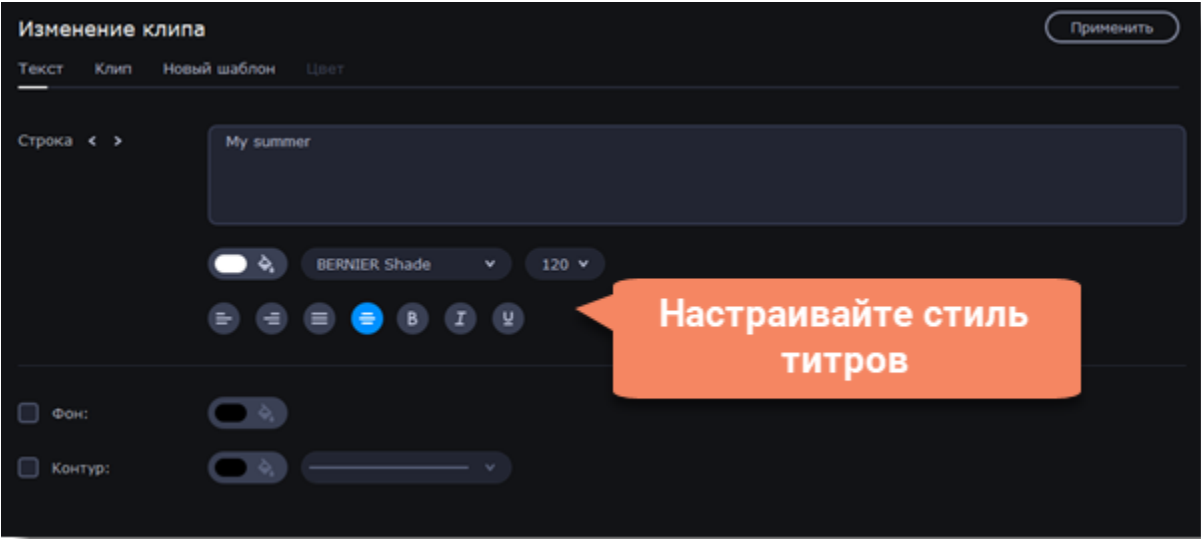 Изменение клипа
Применить
Текст Клип Новый шаблон Цвет
Строка < >
My summer
BERNIER Shade 120
B I U
Настраивайте стиль
титров
Фон:
Контур: